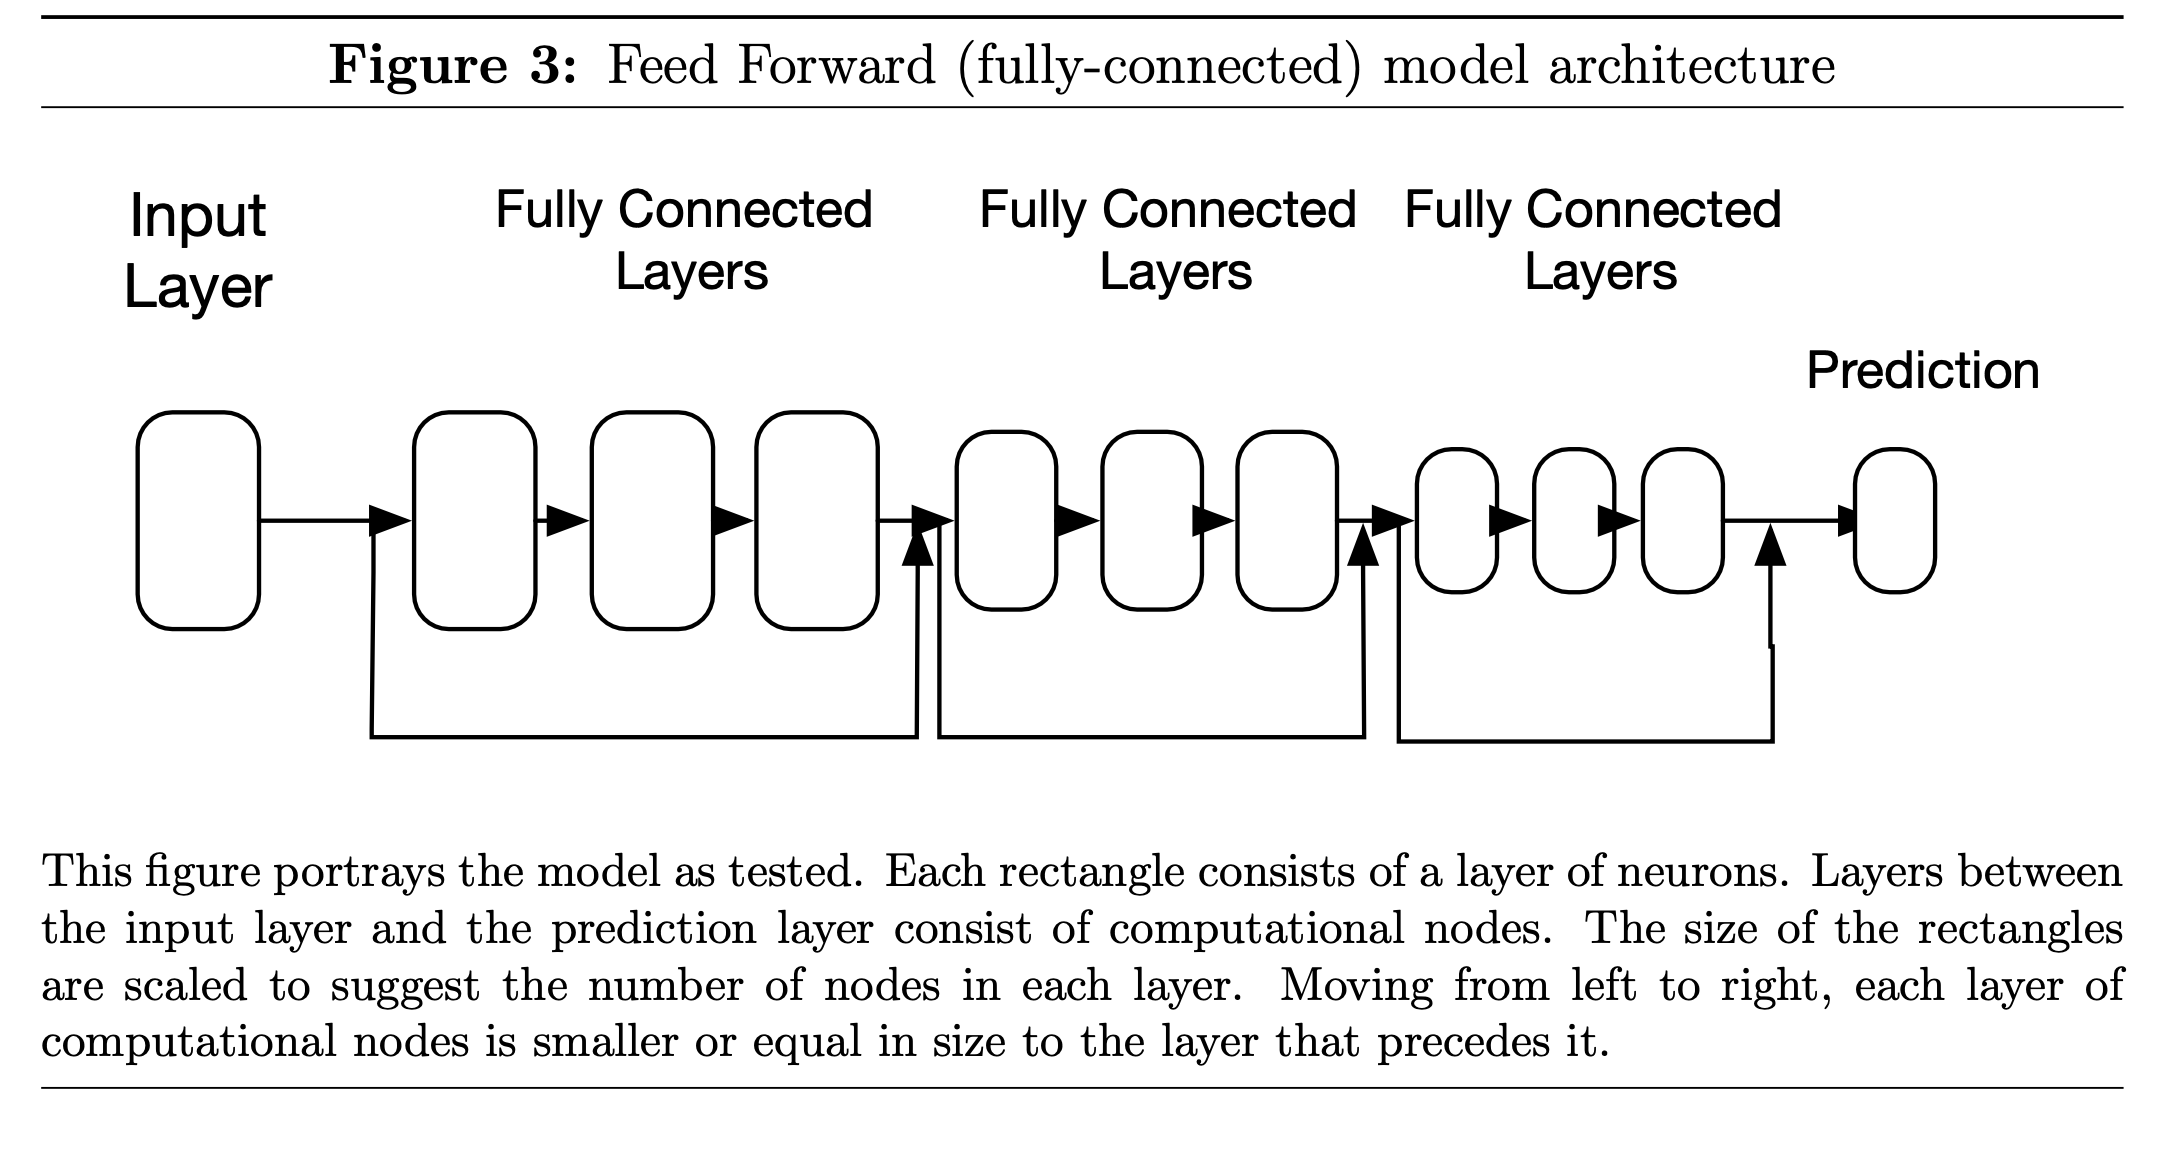 Figure 3: Feed Forward (fully-connected) model architecture
Input
Layer
Fully Connected
Layers
Fully Connected
Layers
Fully Connected
Layers
Prediction
This figure portrays the model as tested. Each rectangle consists of a layer of neurons. Layers between
the input layer and the prediction layer consist of computational nodes. The size of the rectangles
are scaled to suggest the number of nodes in each layer. Moving from left to right, each layer of
computational nodes is smaller or equal in size to the layer that precedes it.